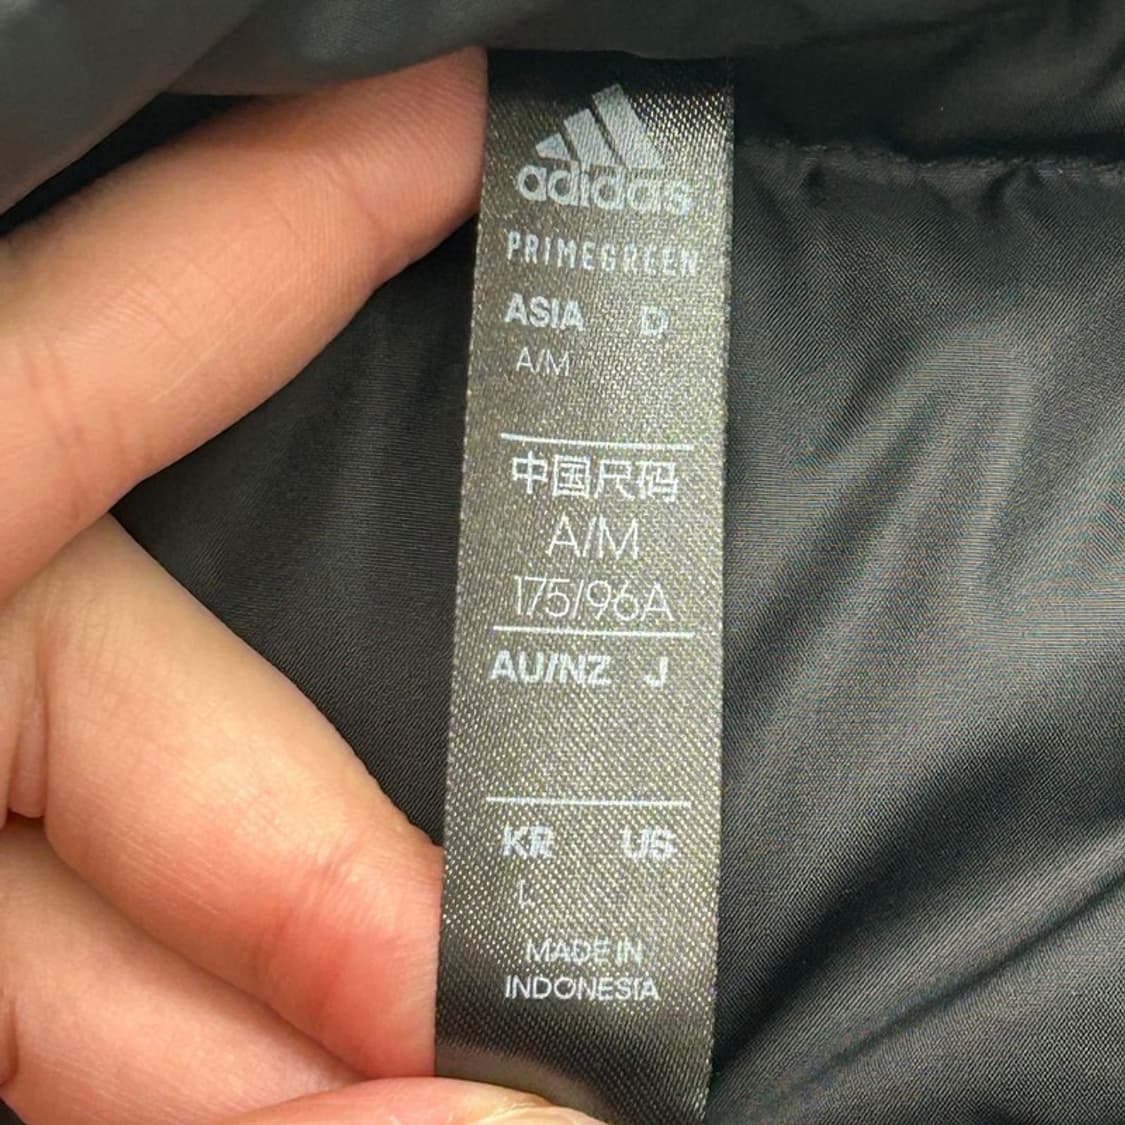 adidas
PRIMEGREEN
ASIA D
A/M
中国尺码
A/M
175/96A
AU/NZ J
KR US
L
MADE IN
INDONESIA